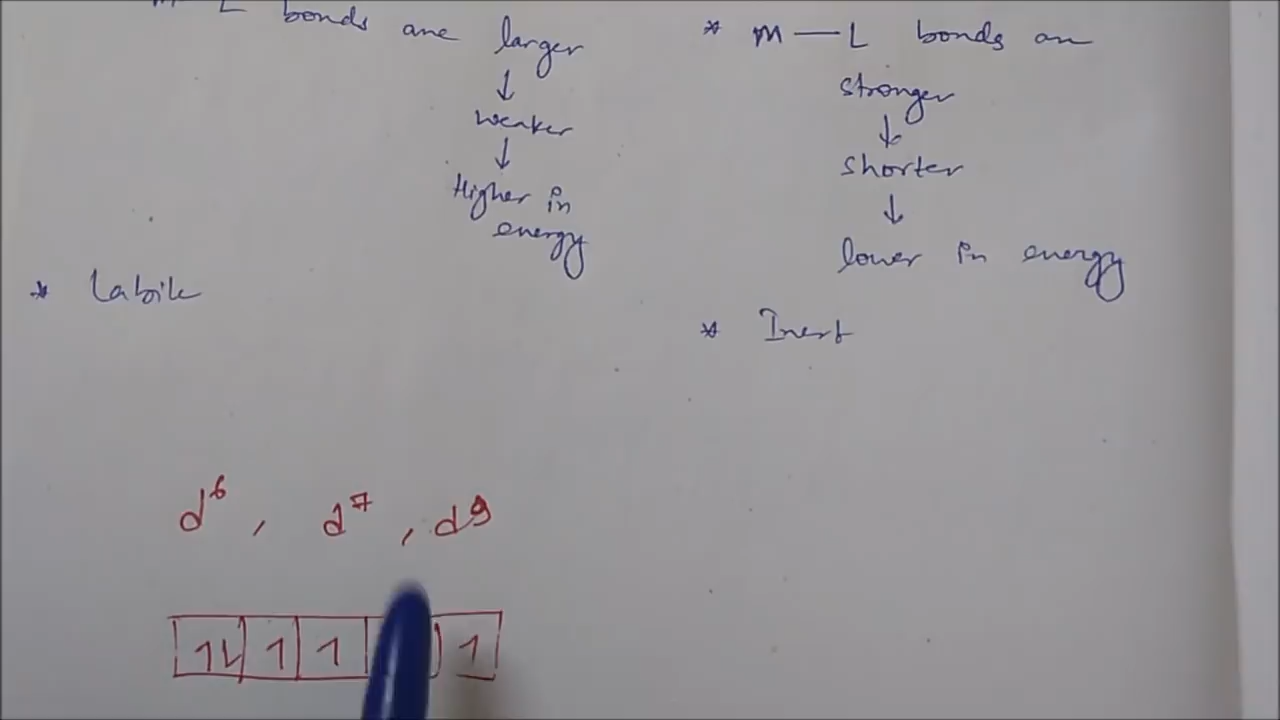 M - L bonds are larger
↓
weaker
↓
Higher in
energy
* Labile
* M — L bonds are
stronger
↓
shorter
↓
lower in energy
* Inert
d⁶, d⁷, d⁹
1L 1 1 1